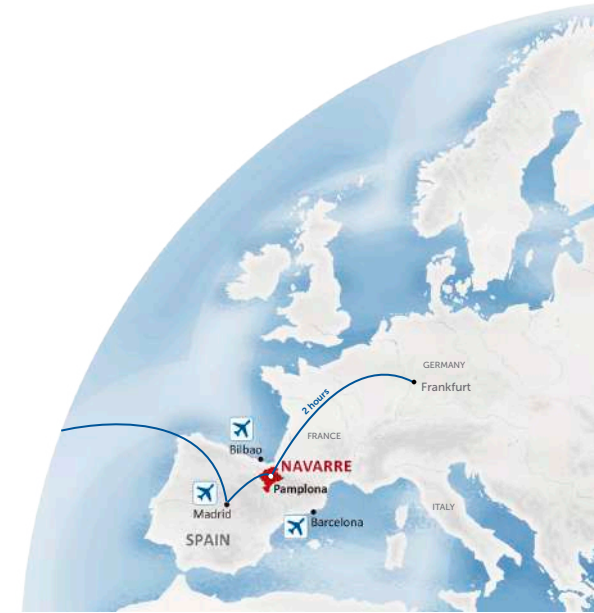 GERMANY
Frankfurt
2 hours
FRANCE
Bilbao
NAVARRE
Pamplona
Madrid
Barcelona
ITALY
SPAIN